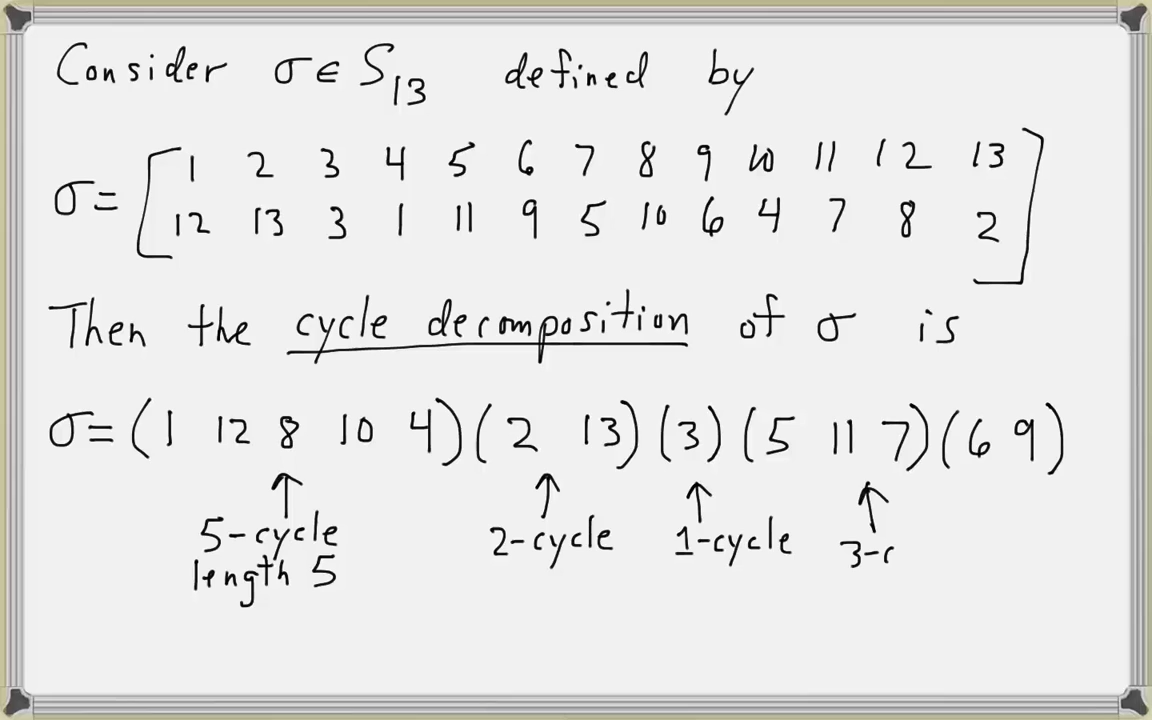 Consider σ ∈ S₁₃ defined by
σ = [ 1 2 3 4 5 6 7 8 9 10 11 12 13
12 13 3 1 11 9 5 10 6 4 7 8 2 ]
Then the cycle decomposition of σ is
σ = (1 12 8 10 4)(2 13)(3)(5 11 7)(6 9)
↑ ↑ ↑ ↑
5-cycle 2-cycle 1-cycle 3-c
length 5